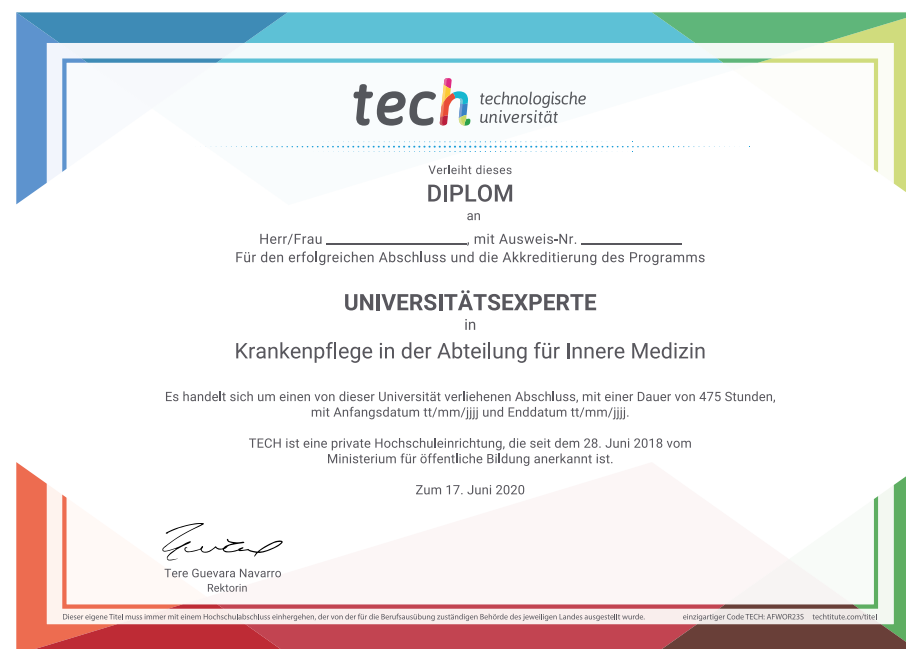 tech technologische
universität
Verleiht dieses
DIPLOM
an
Herr/Frau ____________________, mit Ausweis-Nr. ______________
Für den erfolgreichen Abschluss und die Akkreditierung des Programms
UNIVERSITÄTSEXPERTE
in
Krankenpflege in der Abteilung für Innere Medizin
Es handelt sich um einen von dieser Universität verliehenen Abschluss, mit einer Dauer von 475 Stunden,
mit Anfangsdatum tt/mm/jjjj und Enddatum tt/mm/jjjj.
TECH ist eine private Hochschuleinrichtung, die seit dem 28. Juni 2018 vom
Ministerium für öffentliche Bildung anerkannt ist.
Zum 17. Juni 2020
Tere Guevara Navarro
Rektorin
Dieser eigene Titel muss immer mit einem Hochschulabschluss einhergehen, der von der für die Berufsausübung zuständigen Behörde des jeweiligen Landes ausgestellt wurde. einzigartiger Code TECH: AFWOR23S techtitute.com/titel